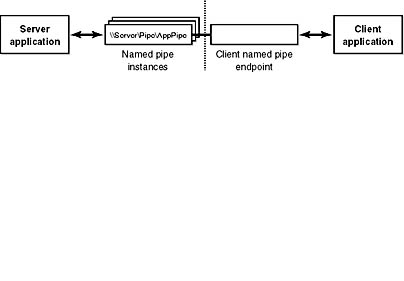 Server
application
\\Server\Pipe\AppPipe
Client
application
Named pipe
instances
Client named pipe
endpoint